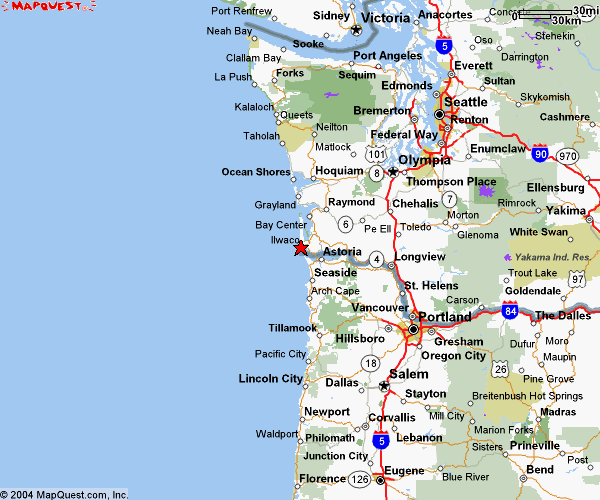 MAPQUEST
Port Renfrew
Sidney
Victoria
Anacortes
Concrete
30mi
30km
Neah Bay
Sooke
5
Oso
Stehekin
Darrington
Clallam Bay
Port Angeles
Everett
La Push
Forks
Sequim
Edmonds
Sultan
Kalaloch
Queets
Bremerton
Seattle
Skykomish
Renton
Cashmere
Taholah
Neilton
Federal Way
Matlock
101
Enumclaw
90
970
Olympia
Ocean Shores
Hoquiam
8
Thompson Place
Ellensburg
Grayland
Raymond
Chehalis
7
Rimrock
Bay Center
6
Pe Ell
Morton
Yakima
Ilwaco
Toledo
Glenoma
White Swan
Astoria
4
Longview
Yakama Ind. Res.
Seaside
Trout Lake
97
Arch Cape
St. Helens
Goldendale
Vancouver
Carson
84
The Dalles
Tillamook
Portland
Hillsboro
Gresham
Dufur
Moro
Pacific City
Oregon City
Maupin
18
26
Lincoln City
Dallas
Salem
Pine Grove
Stayton
Breitenbush Hot Springs
Newport
Corvallis
Mill City
Madras
Waldport
Philomath
5
Lebanon
Marion Forks
Prineville
Junction City
Sisters
Post
Florence
126
Eugene
Blue River
Bend
© 2004 MapQuest.com, Inc.